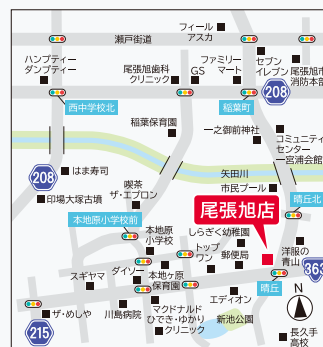 フィール
アスカ
瀬戸街道
ハンプティー
ダンプティー
尾張旭歯科
クリニック
GS
ファミリー
マート
セブン
イレブン
尾張旭市
消防本部
208
西中学校北
稲葉町
稲葉保育園
一之御前神社
コミュニティ
センター
一宮浦会館
矢田川
208
はま寿司
喫茶
ザ・エプロン
市民プール
晴丘北
印場大塚古墳
尾張旭店
本地原小学校前
しらぎく幼稚園
本地原
小学校
トップ
ワン
郵便局
洋服の
青山
363
ダイソー
本地ヶ原
保育園
スギヤマ
晴丘
エディオン
N
ザ・めしや
川島病院
マクドナルド
ひでき・ゆかり
クリニック
新池公園
215
長久手
高校